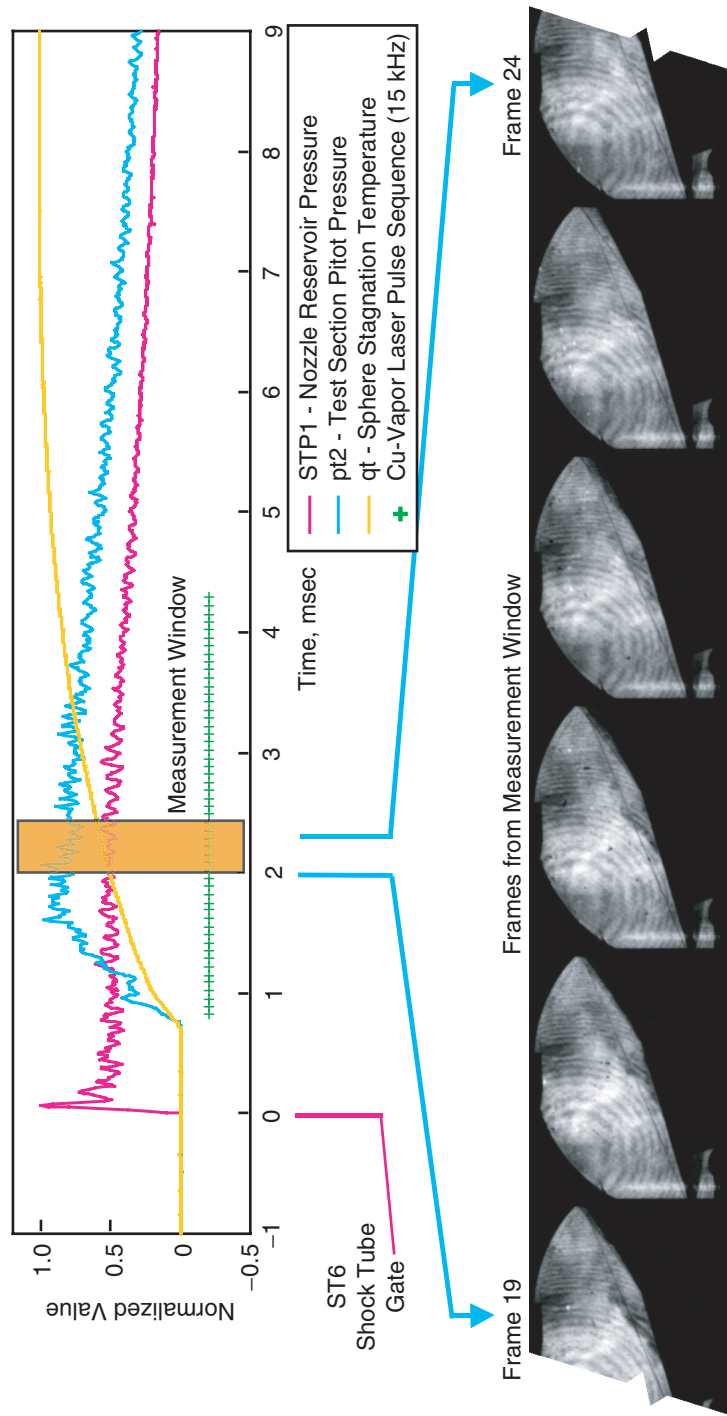 Normalized Value
1.0
0.5
0
−0.5
−1
0
1
2
3
4
5
6
7
8
9
Measurement Window
Time, msec
STP1 - Nozzle Reservoir Pressure
pt2 - Test Section Pitot Pressure
qt - Sphere Stagnation Temperature
Cu-Vapor Laser Pulse Sequence (15 kHz)
ST6
Shock Tube
Gate
Frame 19
Frames from Measurement Window
Frame 24